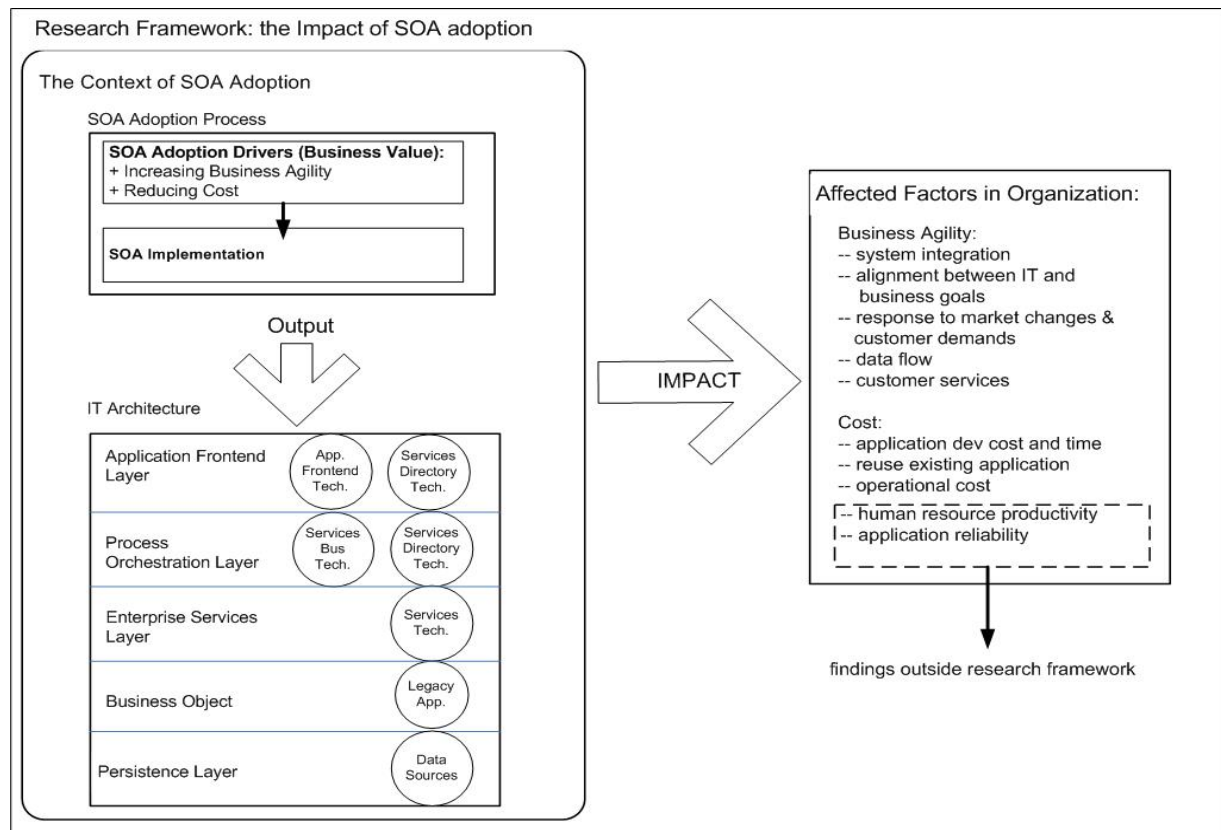 Research Framework: the Impact of SOA adoption
The Context of SOA Adoption
SOA Adoption Process
SOA Adoption Drivers (Business Value):
+ Increasing Business Agility
+ Reducing Cost
SOA Implementation
Output
IT Architecture
Application Frontend
Layer
App.
Frontend
Tech.
Services
Directory
Tech.
Process
Orchestration Layer
Services
Bus
Tech.
Services
Directory
Tech.
Enterprise Services
Layer
Services
Tech.
Business Object
Legacy
App.
Persistence Layer
Data
Sources
IMPACT
Affected Factors in Organization:
Business Agility:
-- system integration
-- alignment between IT and
business goals
-- response to market changes &
customer demands
-- data flow
-- customer services
Cost:
-- application dev cost and time
-- reuse existing application
-- operational cost
-- human resource productivity
-- application reliability
findings outside research framework